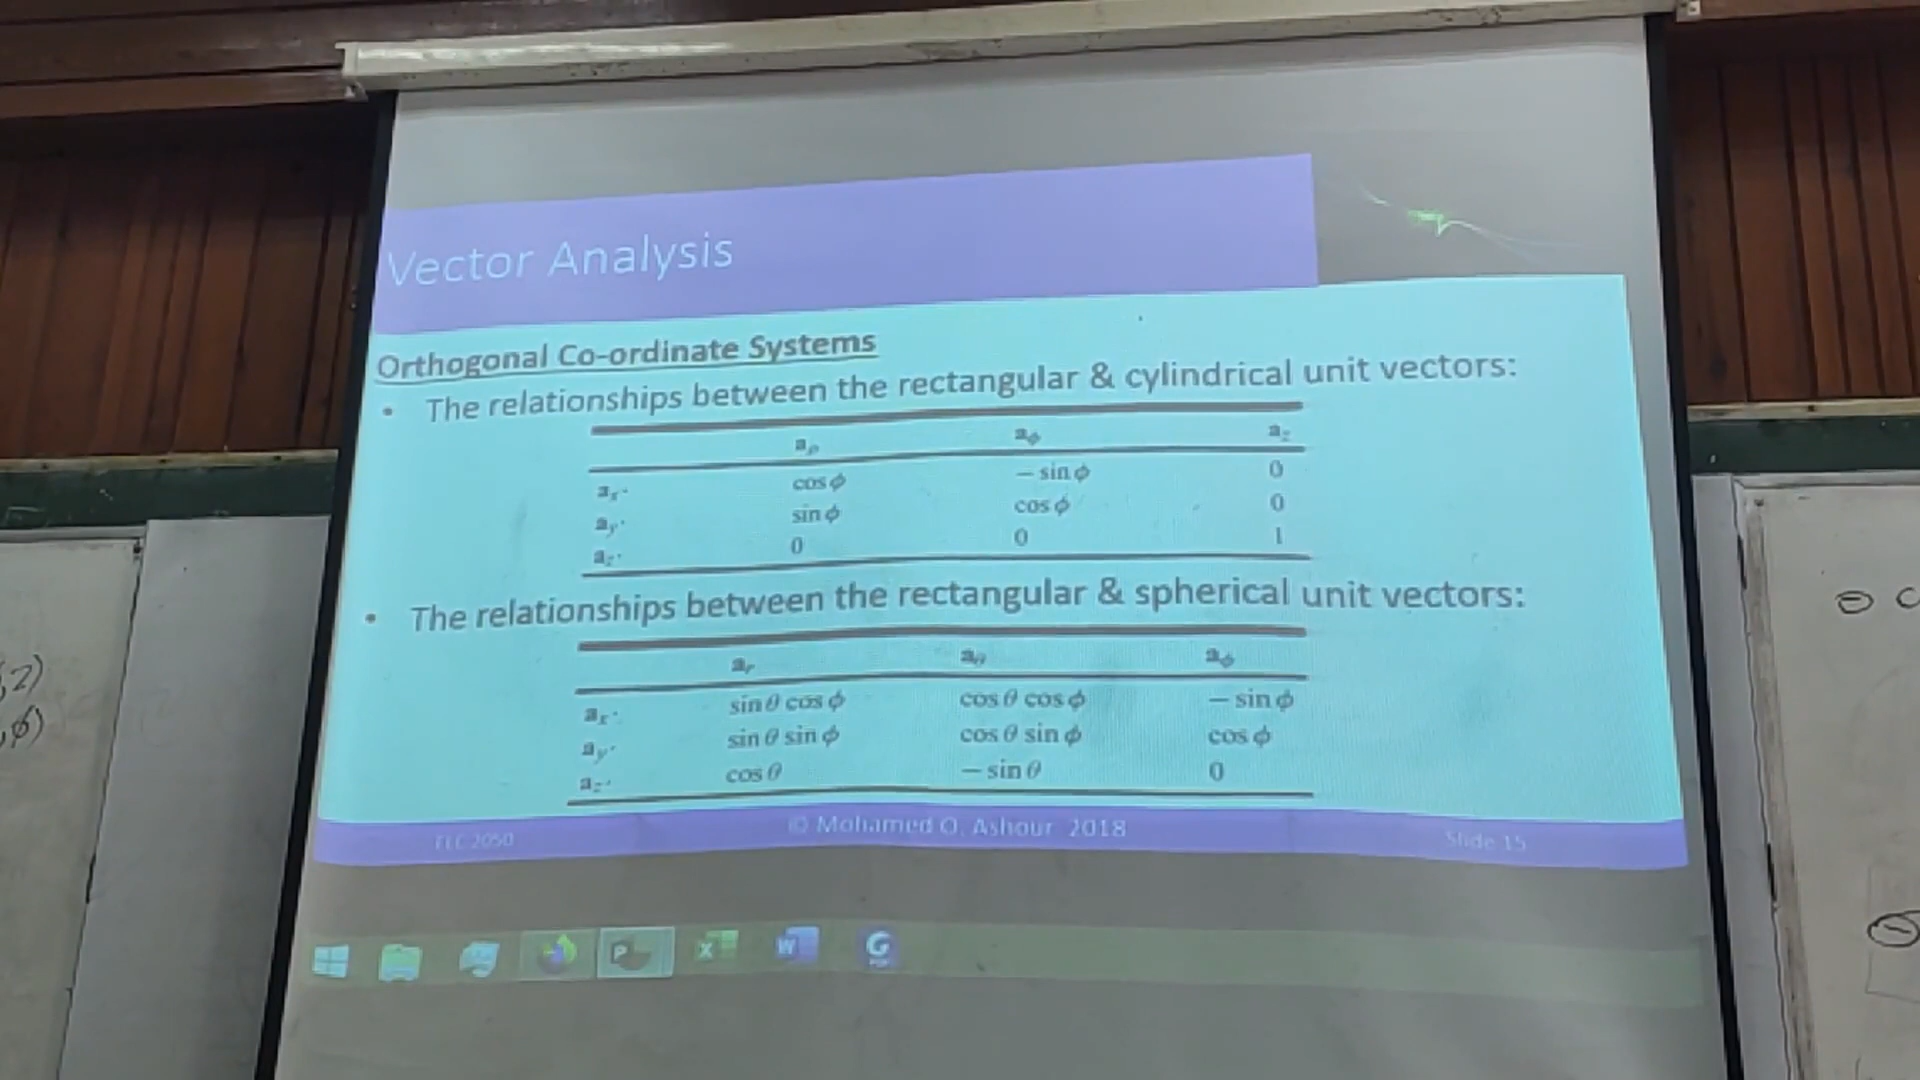 Vector Analysis
Orthogonal Co-ordinate Systems
• The relationships between the rectangular & cylindrical unit vectors:
aρ aϕ az
ax· cos ϕ − sin ϕ 0
ay· sin ϕ cos ϕ 0
az· 0 0 1
• The relationships between the rectangular & spherical unit vectors:
ar aθ aϕ
ax· sin θ cos ϕ cos θ cos ϕ − sin ϕ
ay· sin θ sin ϕ cos θ sin ϕ cos ϕ
az· cos θ − sin θ 0
© Mohamed O. Ashour 2018
Slide 15
2)
ϕ)
P X W G